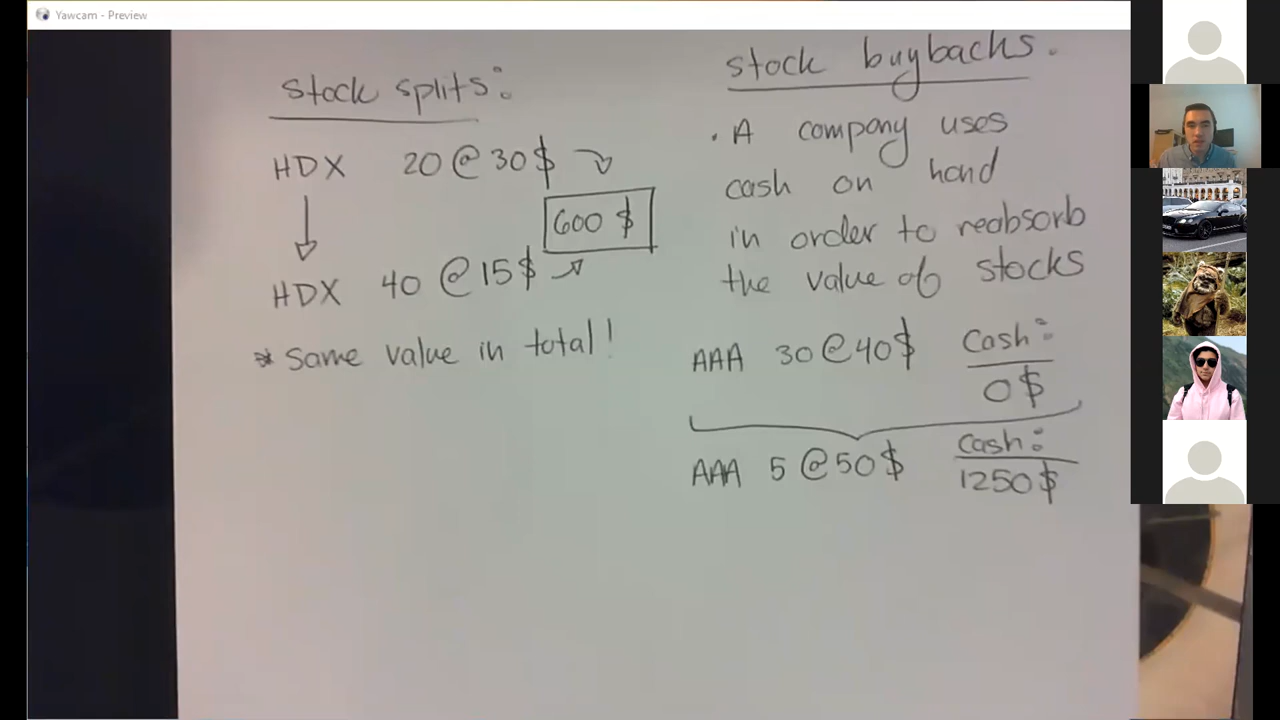 Yawcam - Preview
stock splits:
HDX 20 @ 30$
600 $
HDX 40 @ 15$
* Same value in total!
stock buybacks.
. A company uses
cash on hand
in order to reabsorb
the value of stocks
AAA 30 @ 40$ Cash:
0$
AAA 5 @ 50$ Cash:
1250$